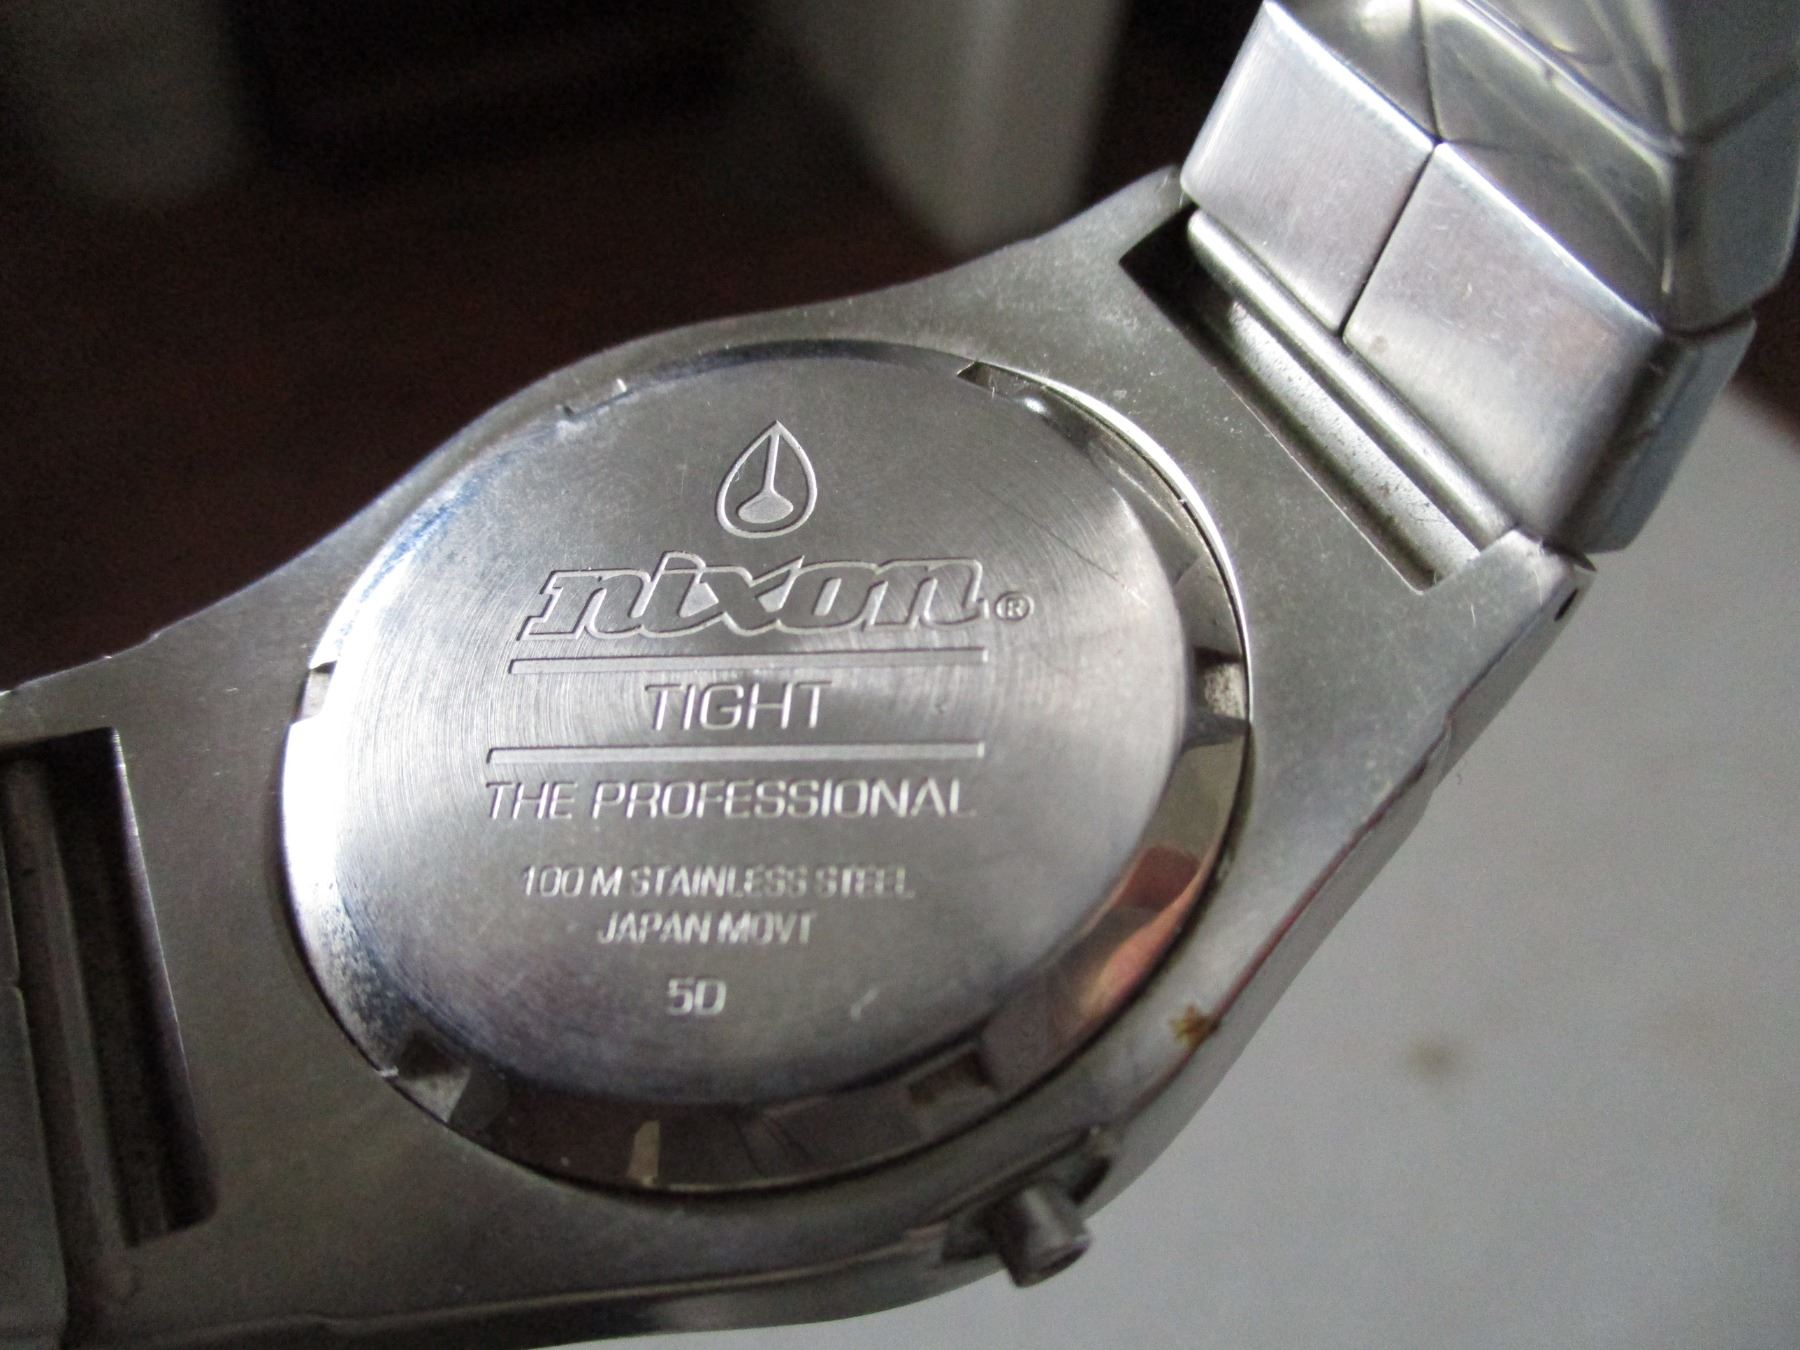 nixon®
TIGHT
THE PROFESSIONAL
100 M STAINLESS STEEL
JAPAN MOVT
5D